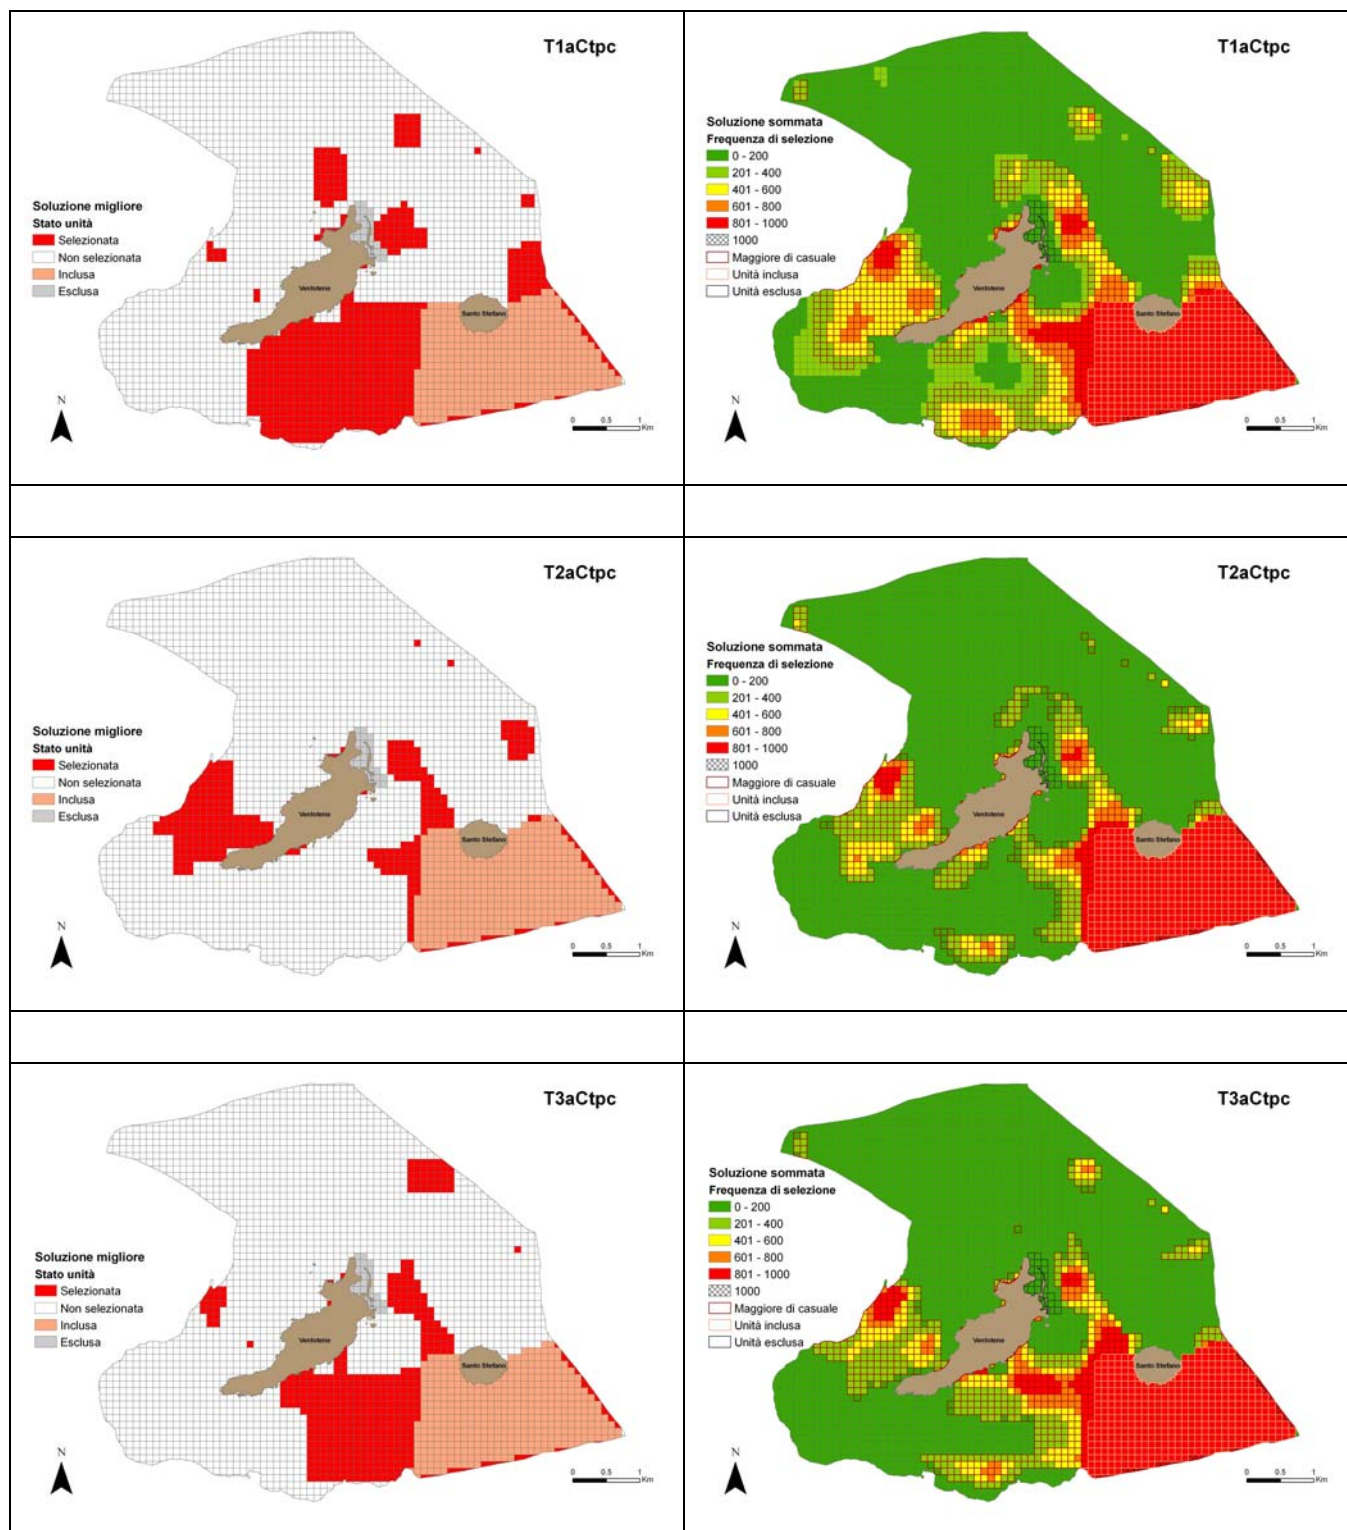 T1aCtpc
Soluzione migliore
Stato unità
Selezionata
Non selezionata
Inclusa
Esclusa
Ventotene
Santo Stefano
N
0 0.5 1
Km
T1aCtpc
Soluzione sommata
Frequenza di selezione
0 - 200
201 - 400
401 - 600
601 - 800
801 - 1000
1000
Maggiore di casuale
Unità inclusa
Unità esclusa
Ventotene
Santo Stefano
N
0 0.5 1
Km
T2aCtpc
Soluzione migliore
Stato unità
Selezionata
Non selezionata
Inclusa
Esclusa
Ventotene
Santo Stefano
N
0 0.5 1
Km
T2aCtpc
Soluzione sommata
Frequenza di selezione
0 - 200
201 - 400
401 - 600
601 - 800
801 - 1000
1000
Maggiore di casuale
Unità inclusa
Unità esclusa
Ventotene
Santo Stefano
N
0 0.5 1
Km
T3aCtpc
Soluzione migliore
Stato unità
Selezionata
Non selezionata
Inclusa
Esclusa
Ventotene
Santo Stefano
N
0 0.5 1
Km
T3aCtpc
Soluzione sommata
Frequenza di selezione
0 - 200
201 - 400
401 - 600
601 - 800
801 - 1000
1000
Maggiore di casuale
Unità inclusa
Unità esclusa
Ventotene
Santo Stefano
N
0 0.5 1
Km